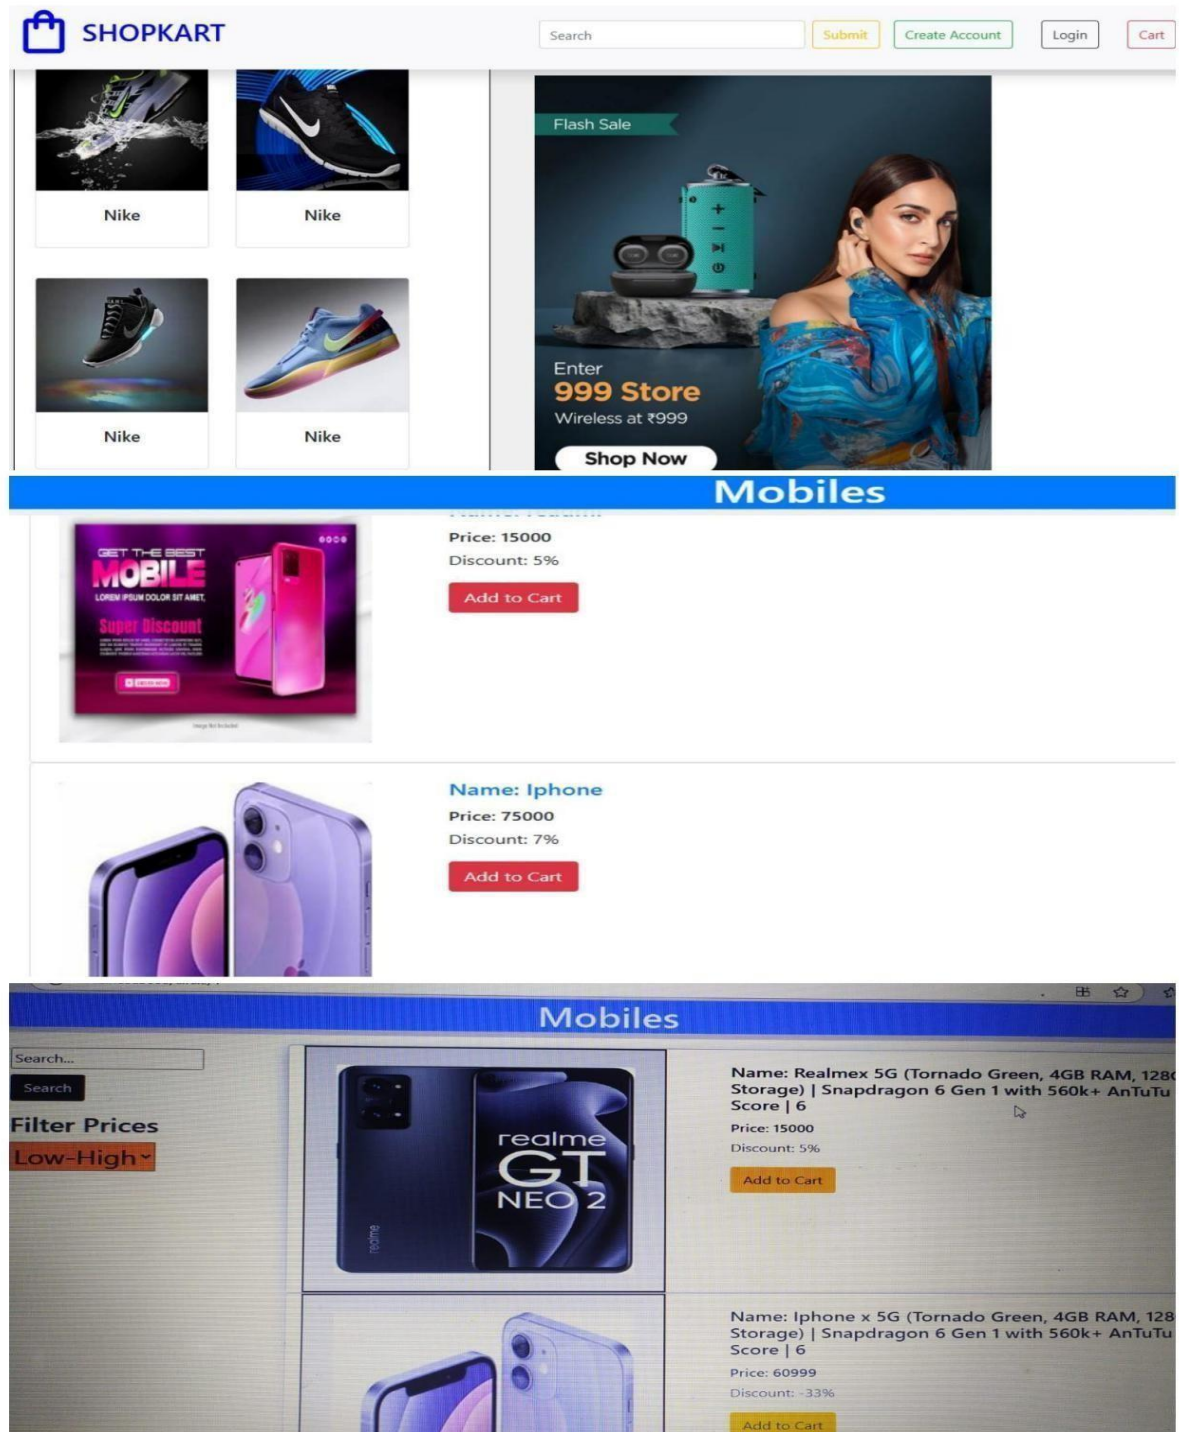 SHOPKART
Search
Submit
Create Account
Login
Cart
Nike
Nike
Nike
Nike
Flash Sale
Enter
999 Store
Wireless at ₹999
Shop Now
Mobiles
GET THE BEST
MOBILE
LOREM IPSUM DOLOR SIT AMET,
Super Discount
Price: 15000
Discount: 5%
Add to Cart
Name: Iphone
Price: 75000
Discount: 7%
Add to Cart
Mobiles
Search...
Search
Filter Prices
Low-High
realme
realme
GT
NEO 2
Name: Realmex 5G (Tornado Green, 4GB RAM, 128
Storage) | Snapdragon 6 Gen 1 with 560k+ AnTuTu
Score | 6
Price: 15000
Discount: 5%
Add to Cart
Name: Iphone x 5G (Tornado Green, 4GB RAM, 128
Storage) | Snapdragon 6 Gen 1 with 560k+ AnTuTu
Score | 6
Price: 60999
Discount: -33%
Add to Cart